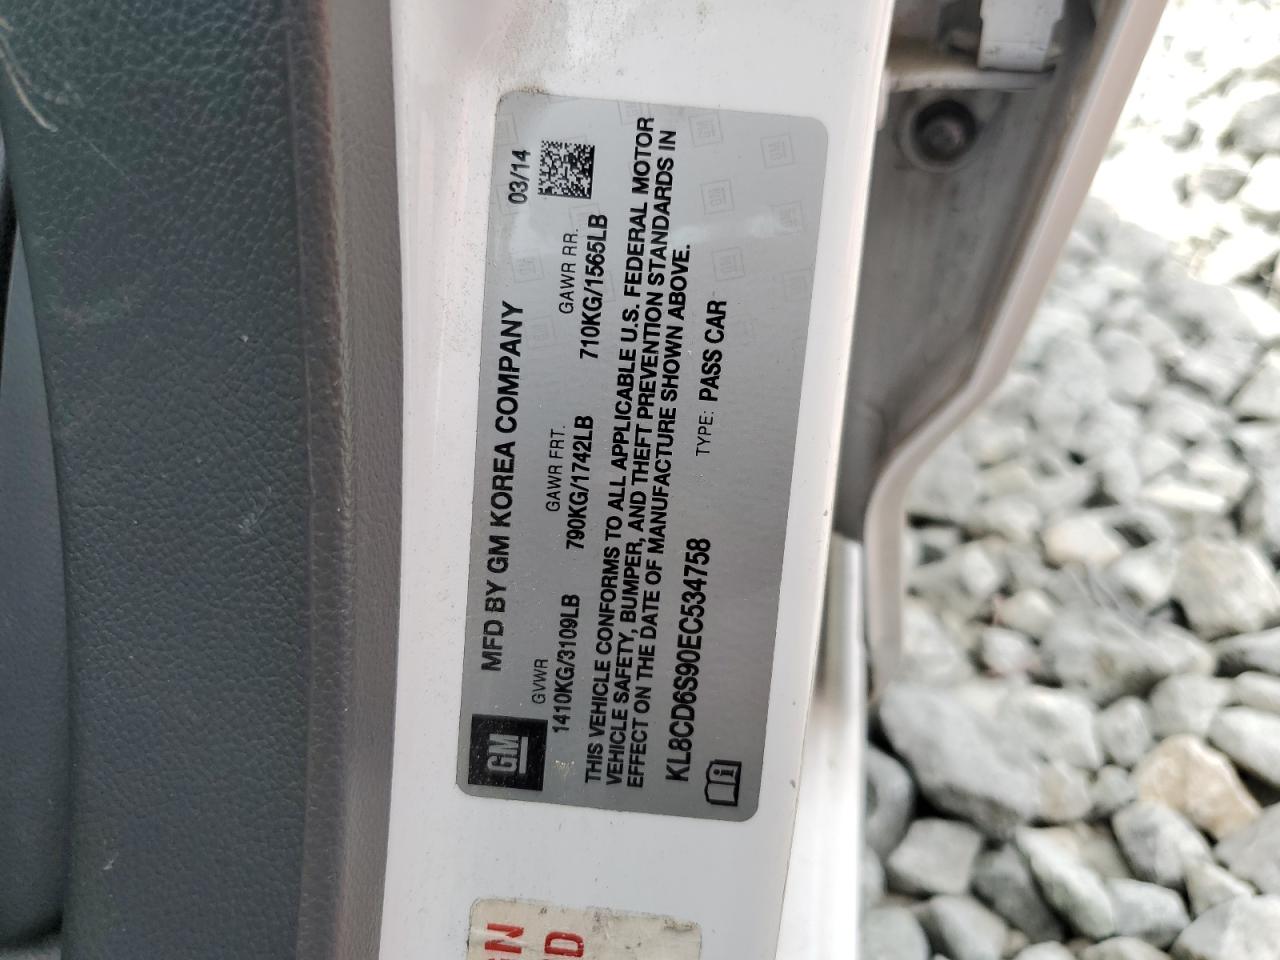 MFD BY GM KOREA COMPANY 03/14
GM
GVWR GAWR FRT. GAWR RR.
1410KG/3109LB 790KG/1742LB 710KG/1565LB
THIS VEHICLE CONFORMS TO ALL APPLICABLE U.S. FEDERAL MOTOR
VEHICLE SAFETY, BUMPER, AND THEFT PREVENTION STANDARDS IN
EFFECT ON THE DATE OF MANUFACTURE SHOWN ABOVE.
KL8CD6S90EC534758 TYPE: PASS CAR